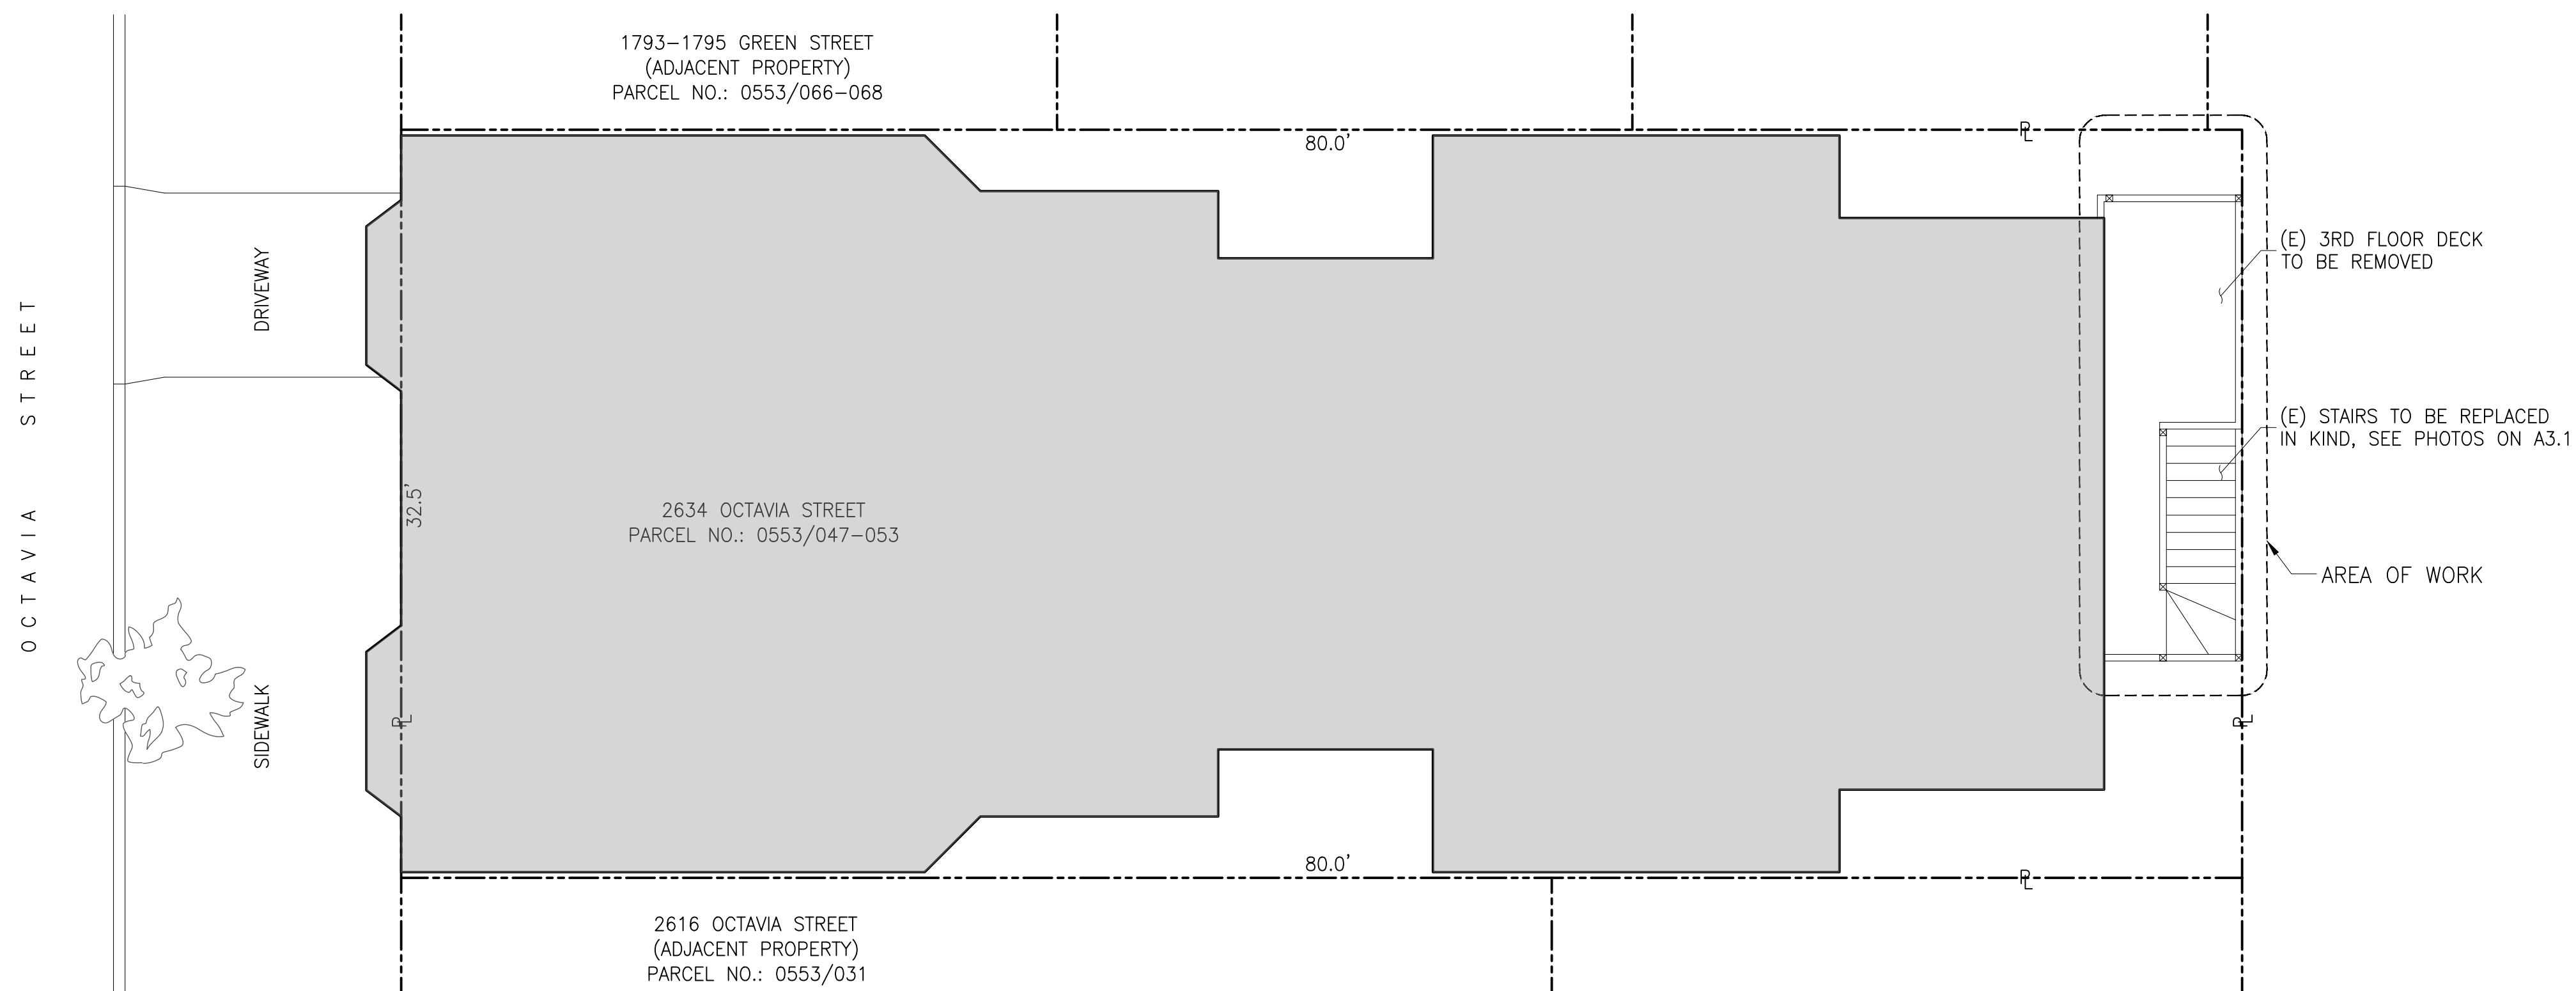 1793-1795 GREEN STREET
(ADJACENT PROPERTY)
PARCEL NO.: 0553/066-068
80.0'
PL
(E) 3RD FLOOR DECK
TO BE REMOVED
DRIVEWAY
OCTAVIA STREET
(E) STAIRS TO BE REPLACED
IN KIND, SEE PHOTOS ON A3.1
32.5'
2634 OCTAVIA STREET
PARCEL NO.: 0553/047-053
AREA OF WORK
SIDEWALK
PL
PL
80.0'
PL
2616 OCTAVIA STREET
(ADJACENT PROPERTY)
PARCEL NO.: 0553/031